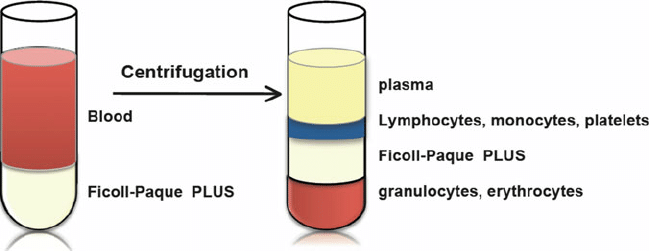 Centrifugation
Blood
Ficoll-Paque PLUS
plasma
Lymphocytes, monocytes, platelets
Ficoll-Paque PLUS
granulocytes, erythrocytes